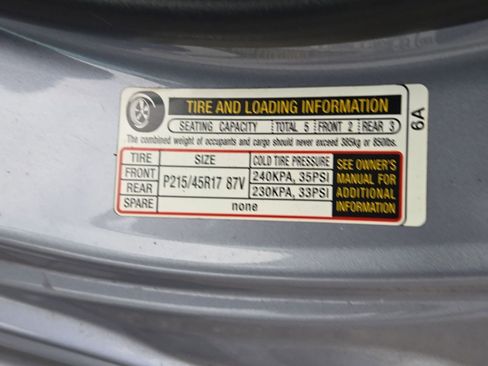 TIRE AND LOADING INFORMATION
SEATING CAPACITY TOTAL 5 FRONT 2 REAR 3
The combined weight of occupants and cargo should never exceed 385kg or 850lbs.
TIRE SIZE COLD TIRE PRESSURE
FRONT P215/45R17 87V 240KPA, 35PSI
REAR 230KPA, 33PSI
SPARE none
SEE OWNER'S
MANUAL FOR
ADDITIONAL
INFORMATION
6A